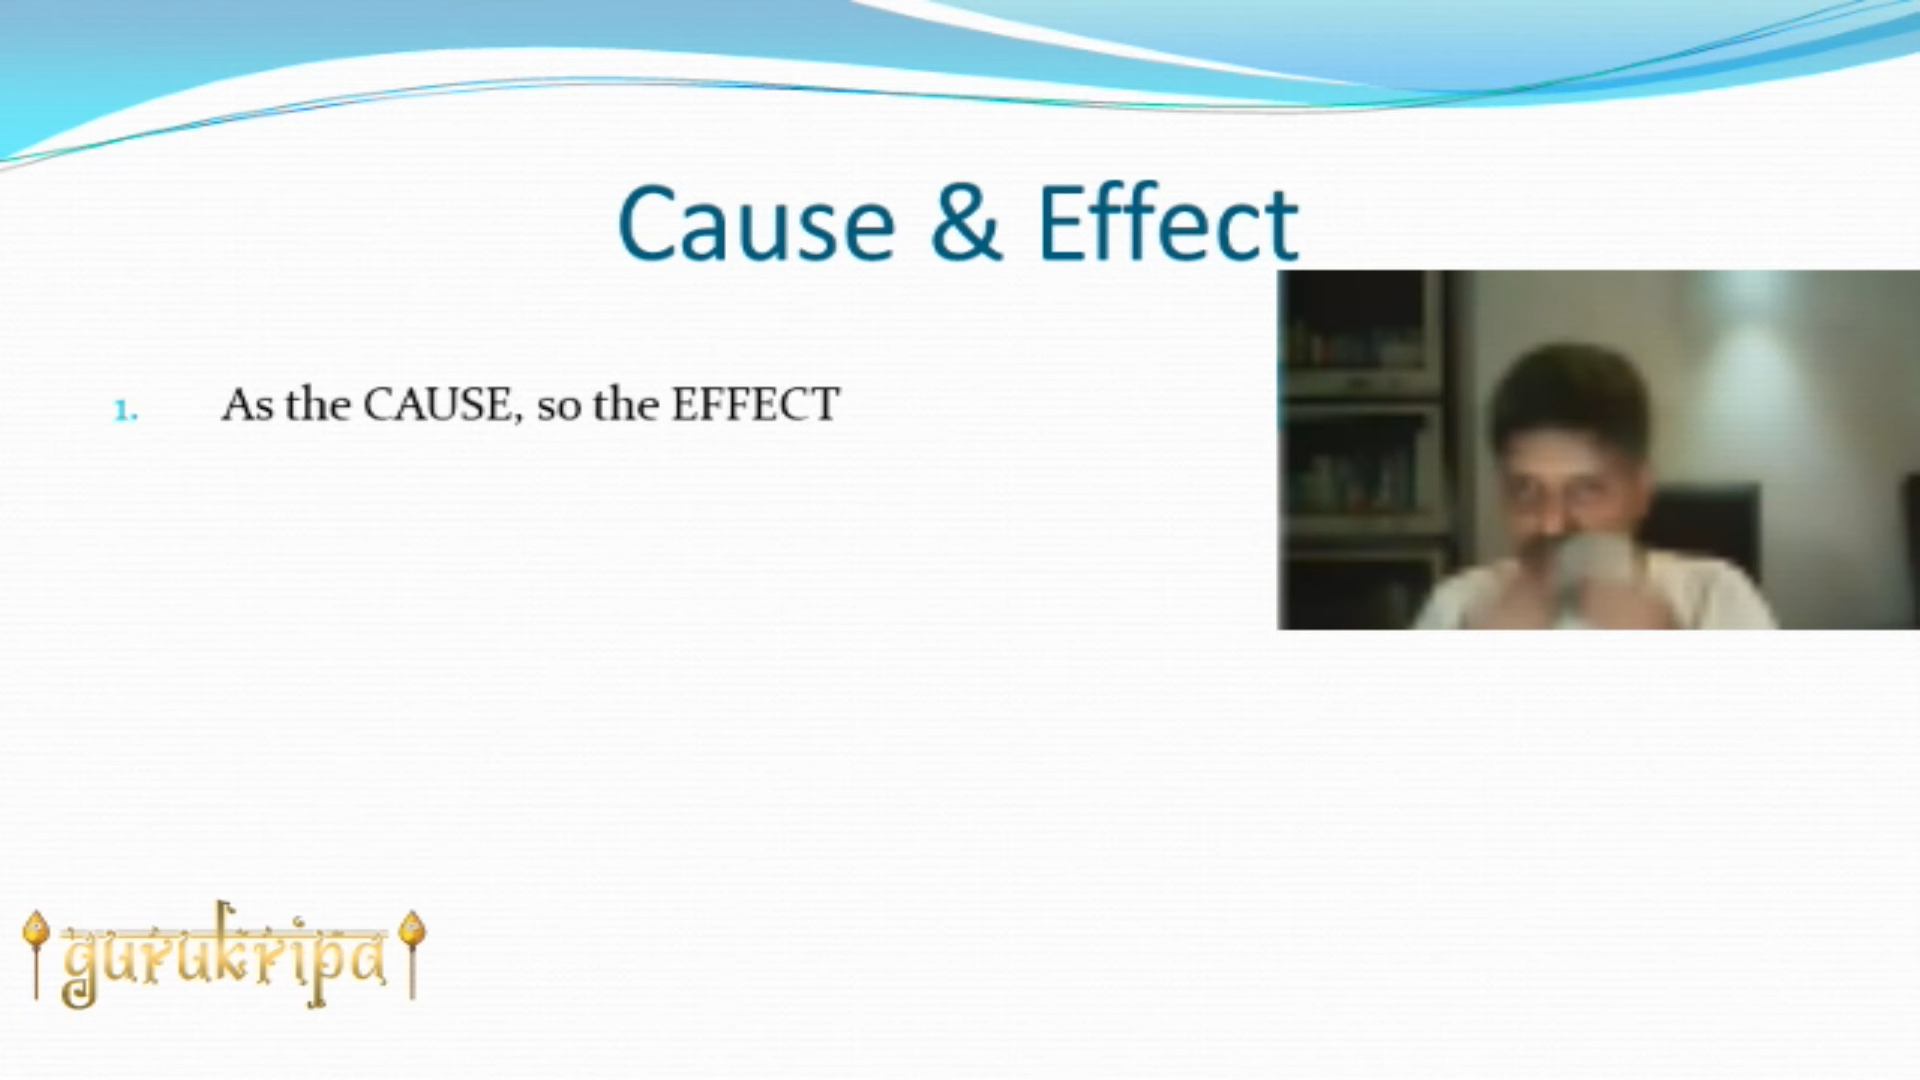 Cause & Effect
1. As the CAUSE, so the EFFECT
gurukripa